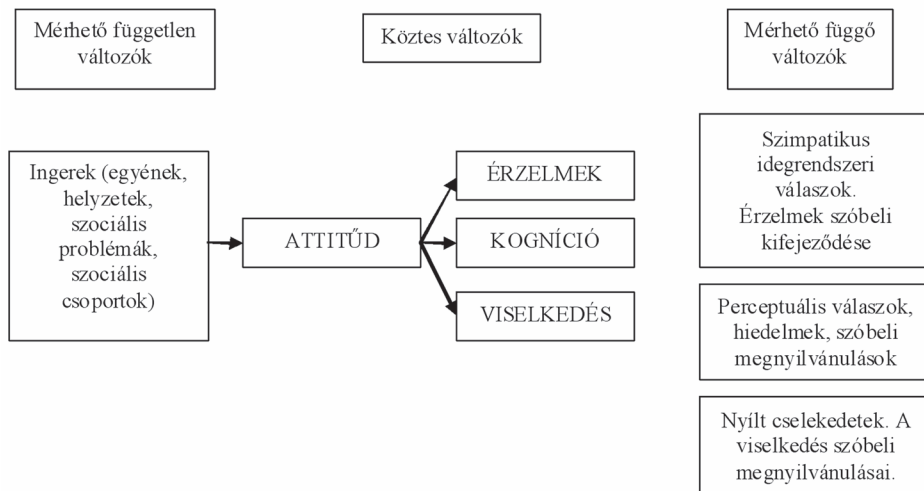 Mérhető független
változók
Köztes változók
Mérhető függő
változók
Ingerek (egyének,
helyzetek,
szociális
problémák,
szociális
csoportok)
ATTITŰD
ÉRZELMEK
KOGNÍCIÓ
VISELKEDÉS
Szimpatikus
idegrendszeri
válaszok.
Érzelmek szóbeli
kifejeződése
Perceptuális válaszok,
hiedelmek, szóbeli
megnyilvánulások
Nyílt cselekedetek. A
viselkedés szóbeli
megnyilvánulásai.